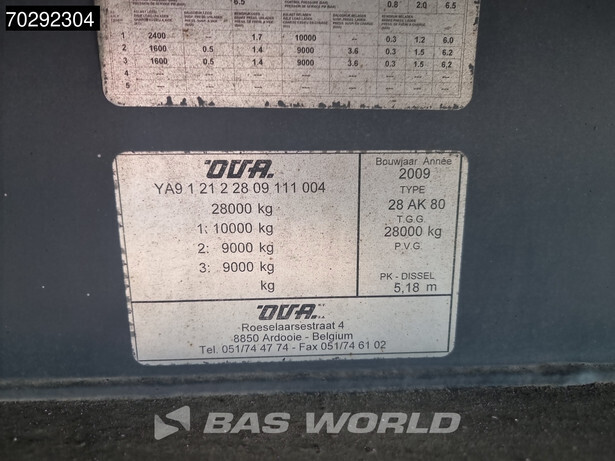 70292304
6.5
0.8 2.0 6.5
1 2400 --- 1.7 10000 --- 0.3 1.2 6.0
2 1600 0.5 1.4 9000 3.6 0.3 1.5 6.2
3 1600 0.5 1.4 9000 3.6 0.3 1.5 6.2
4 --- --- --- --- --- --- --- ---
5 --- --- --- --- --- --- --- ---
OVA
YA9 1 21 2 28 09 111 004
28000 kg
1: 10000 kg
2: 9000 kg
3: 9000 kg
kg
Bouwjaar Année
2009
TYPE
28 AK 80
T.G.G.
28000 kg
P.V.G.
PK - DISSEL
5,18 m
OVA
Roeselaarsestraat 4
8850 Ardooie - Belgium
Tel. 051/74 47 74 - Fax 051/74 61 02
BAS WORLD